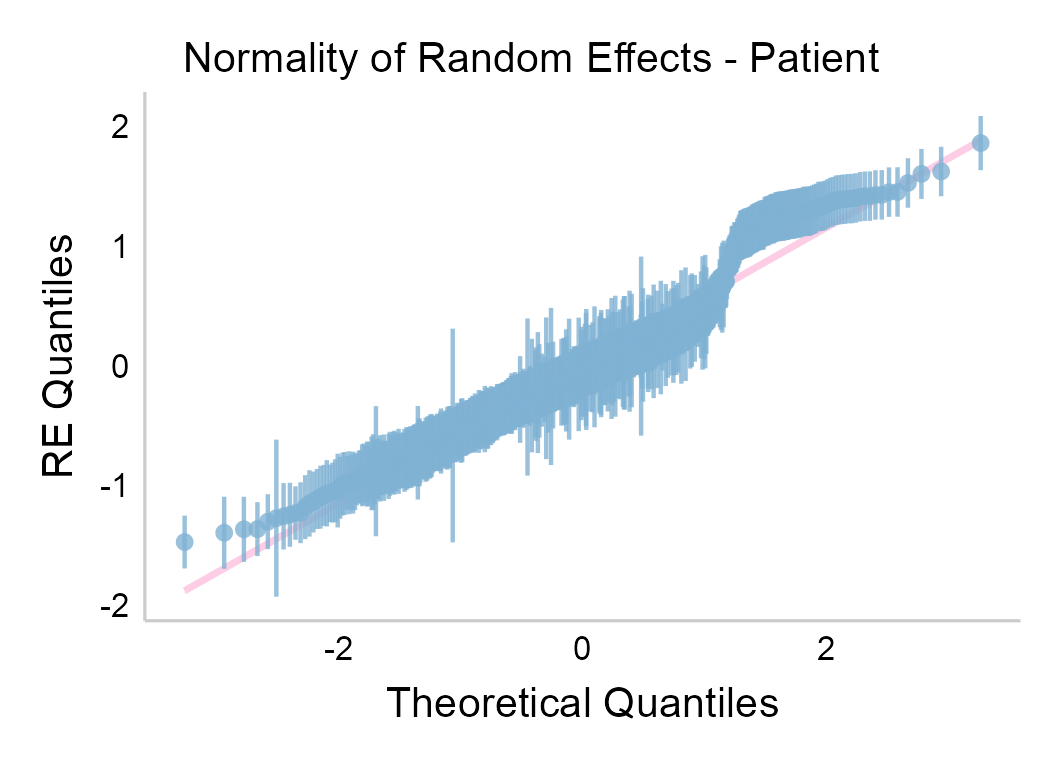 Normality of Random Effects - Patient
2
1
0
-1
-2
RE Quantiles
-2
0
2
Theoretical Quantiles